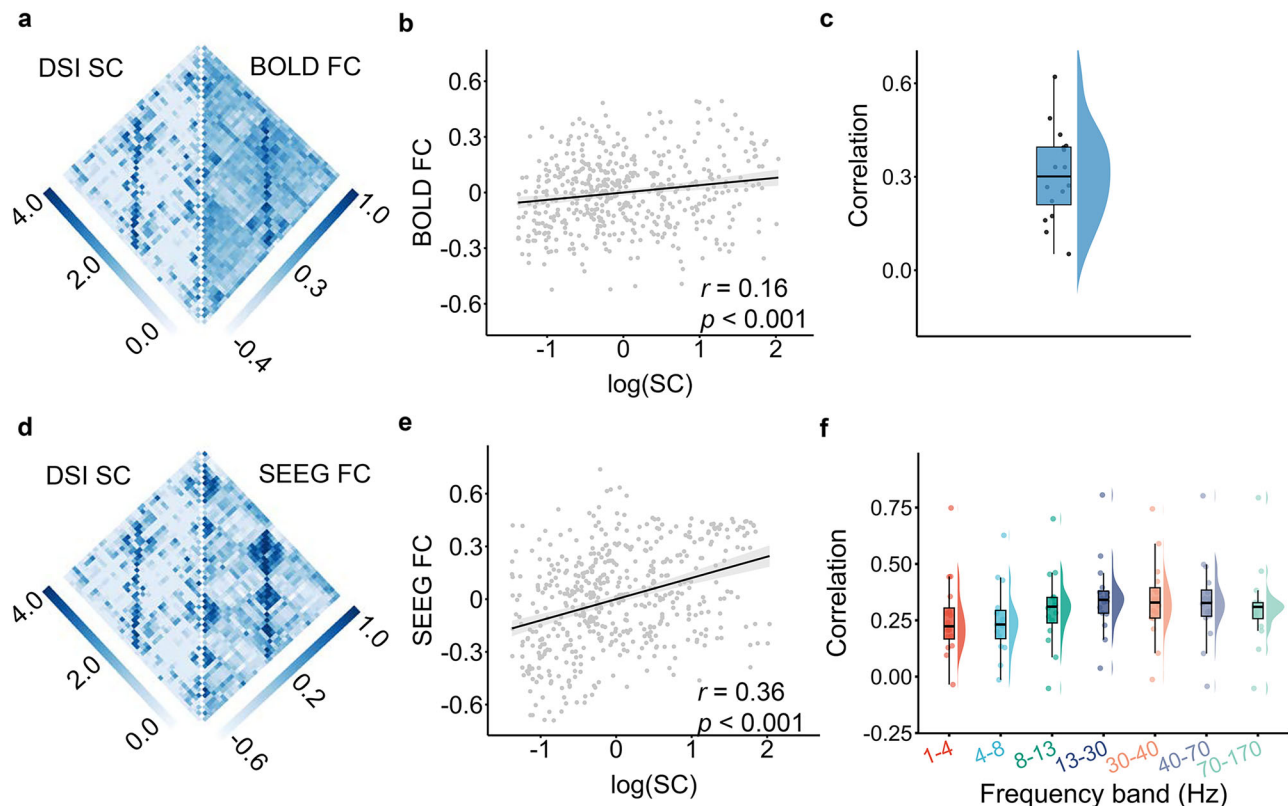 a
DSI SC
BOLD FC
4.0
2.0
0.0
1.0
0.3
-0.4
b
BOLD FC
0.6
0.3
0
-0.3
-0.6
r = 0.16
p < 0.001
-1
0
1
2
log(SC)
c
Correlation
0.6
0.3
0.0
d
DSI SC
SEEG FC
4.0
2.0
0.0
1.0
0.2
-0.6
e
SEEG FC
0.6
0.3
0
-0.3
-0.6
r = 0.36
p < 0.001
-1
0
1
2
log(SC)
f
Correlation
0.75
0.50
0.25
0.00
-0.25
1-4
4-8
8-13
13-30
30-40
40-70
70-170
Frequency band (Hz)